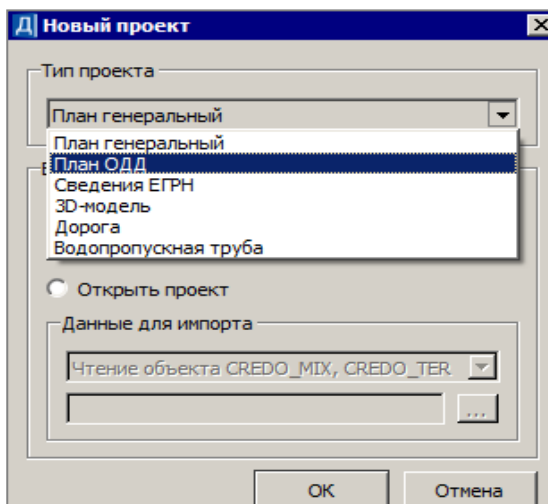 Д Новый проект
Тип проекта
План генеральный
План генеральный
План ОДД
Сведения ЕГРН
3D-модель
Дорога
Водопропускная труба
Открыть проект
Данные для импорта
Чтение объекта CREDO_MIX, CREDO_TER
...
ОК
Отмена